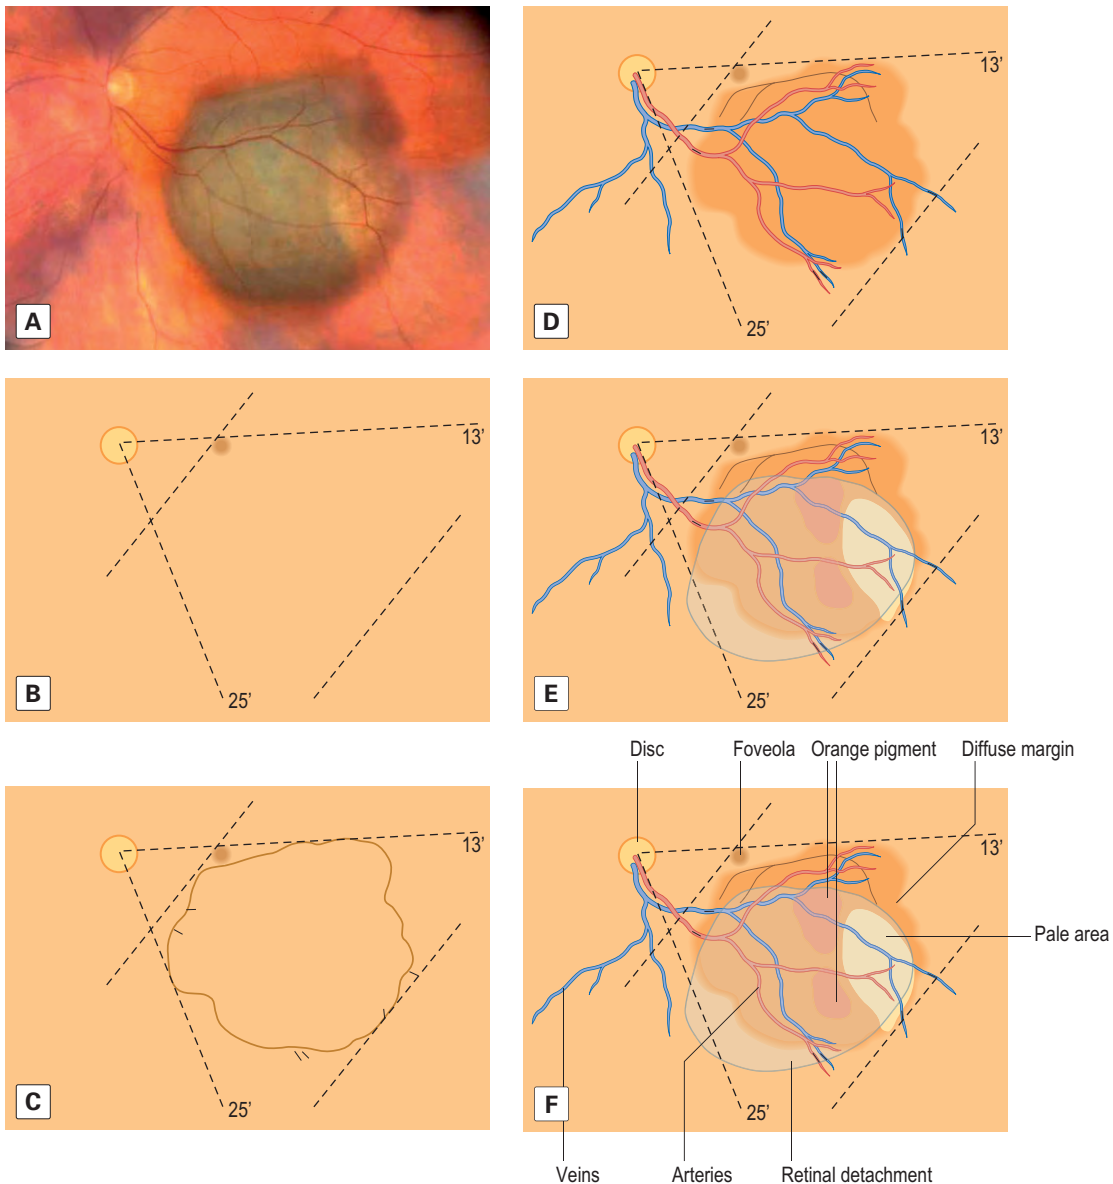 A
13'
25'
D
13'
25'
B
13'
25'
E
13'
25'
C
Disc
Foveola
Orange pigment
Diffuse margin
13'
Pale area
25'
F
Veins
Arteries
Retinal detachment